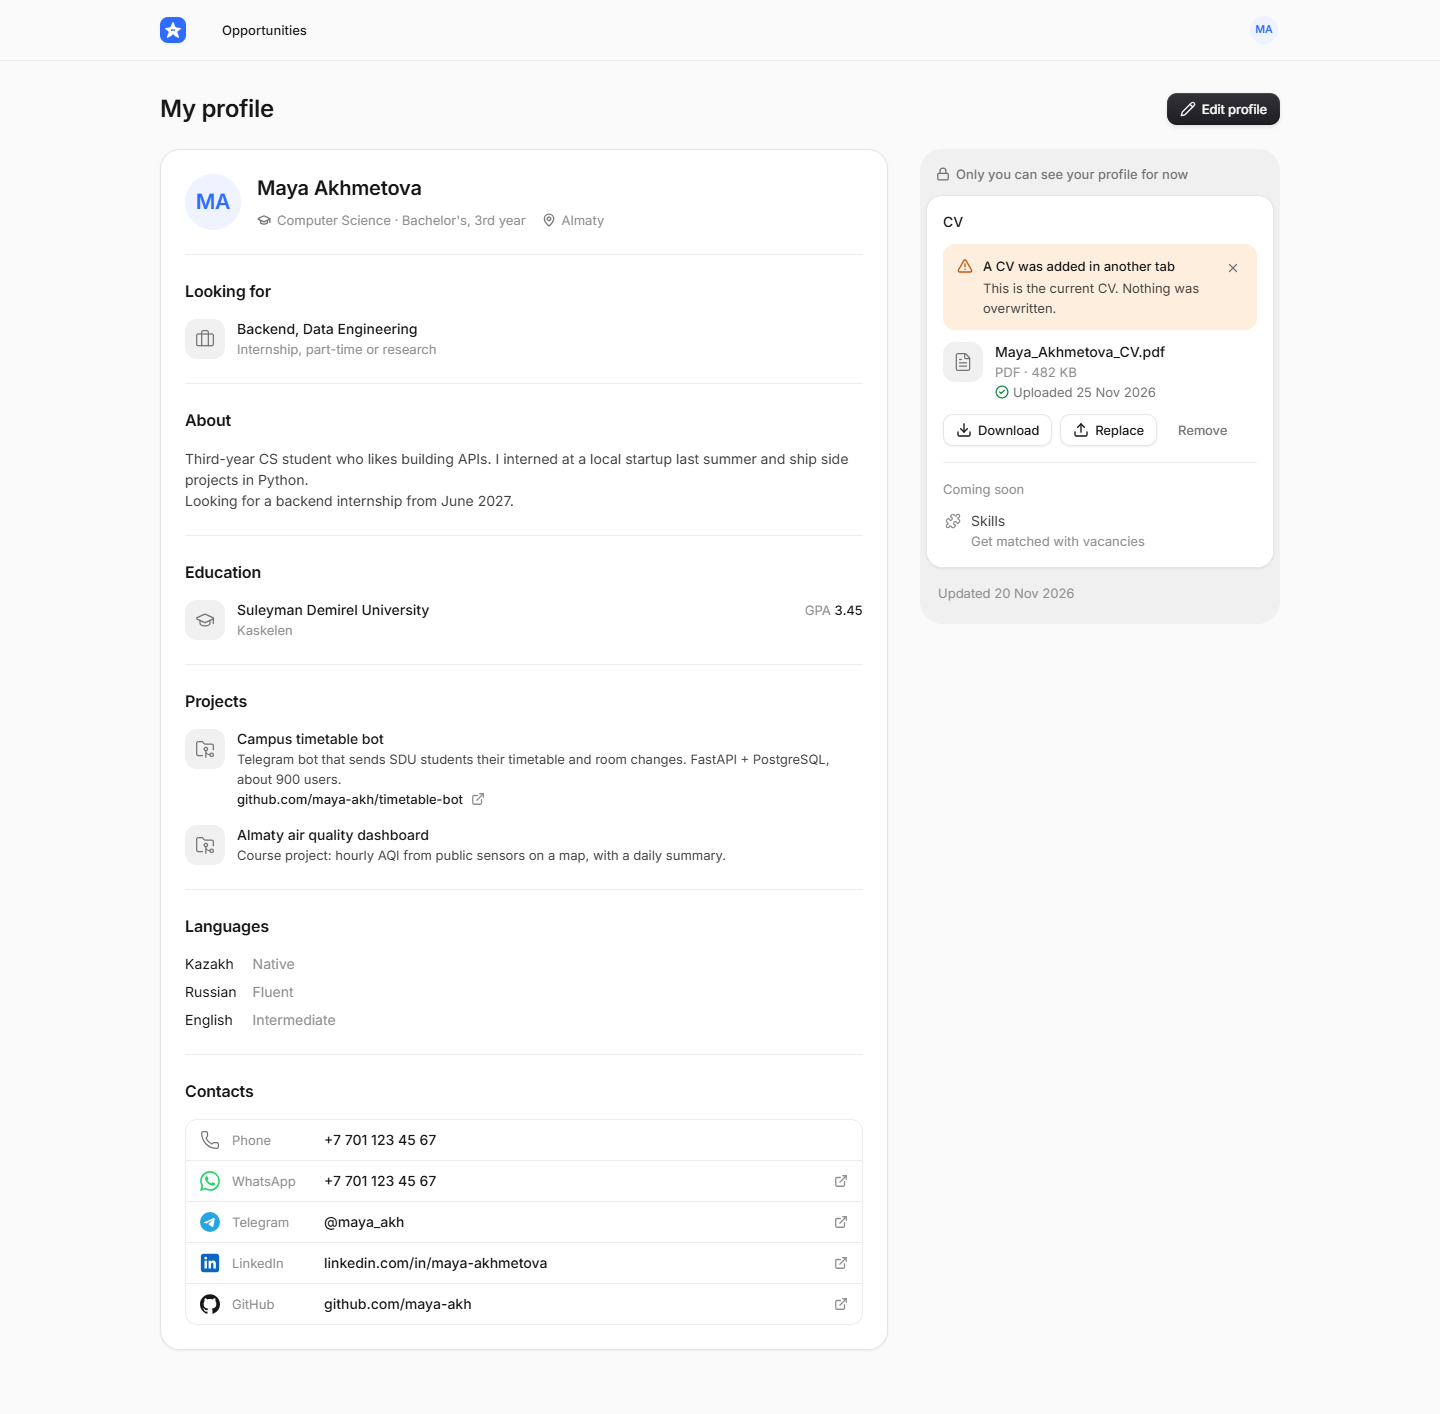 Opportunities
MA
My profile
Edit profile
MA
Maya Akhmetova
Computer Science · Bachelor's, 3rd year
Almaty
Looking for
Backend, Data Engineering
Internship, part-time or research
About
Third-year CS student who likes building APIs. I interned at a local startup last summer and ship side
projects in Python.
Looking for a backend internship from June 2027.
Education
Suleyman Demirel University
GPA 3.45
Kaskelen
Projects
Campus timetable bot
Telegram bot that sends SDU students their timetable and room changes. FastAPI + PostgreSQL,
about 900 users.
github.com/maya-akh/timetable-bot
Almaty air quality dashboard
Course project: hourly AQI from public sensors on a map, with a daily summary.
Languages
Kazakh Native
Russian Fluent
English Intermediate
Contacts
Phone +7 701 123 45 67
WhatsApp +7 701 123 45 67
Telegram @maya_akh
LinkedIn linkedin.com/in/maya-akhmetova
GitHub github.com/maya-akh
Only you can see your profile for now
CV
A CV was added in another tab
This is the current CV. Nothing was
overwritten.
Maya_Akhmetova_CV.pdf
PDF · 482 KB
Uploaded 25 Nov 2026
Download
Replace
Remove
Coming soon
Skills
Get matched with vacancies
Updated 20 Nov 2026